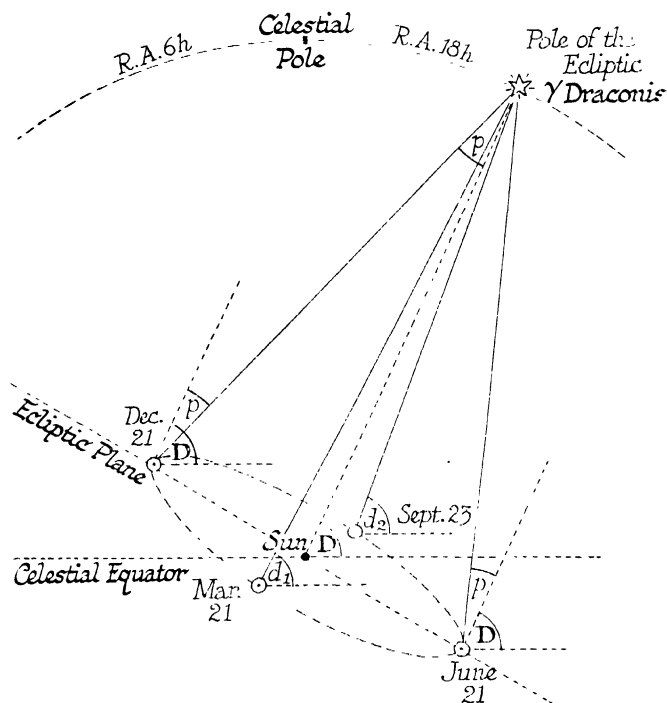 Celestial
Pole
R.A. 6h
R.A. 18h
Pole of the
Ecliptic
γ Draconis
p
Dec.
21
p
D
Ecliptic Plane
d₂
Sept. 23
Sun
D
Celestial Equator
d₁
Mar.
21
p
D
June
21